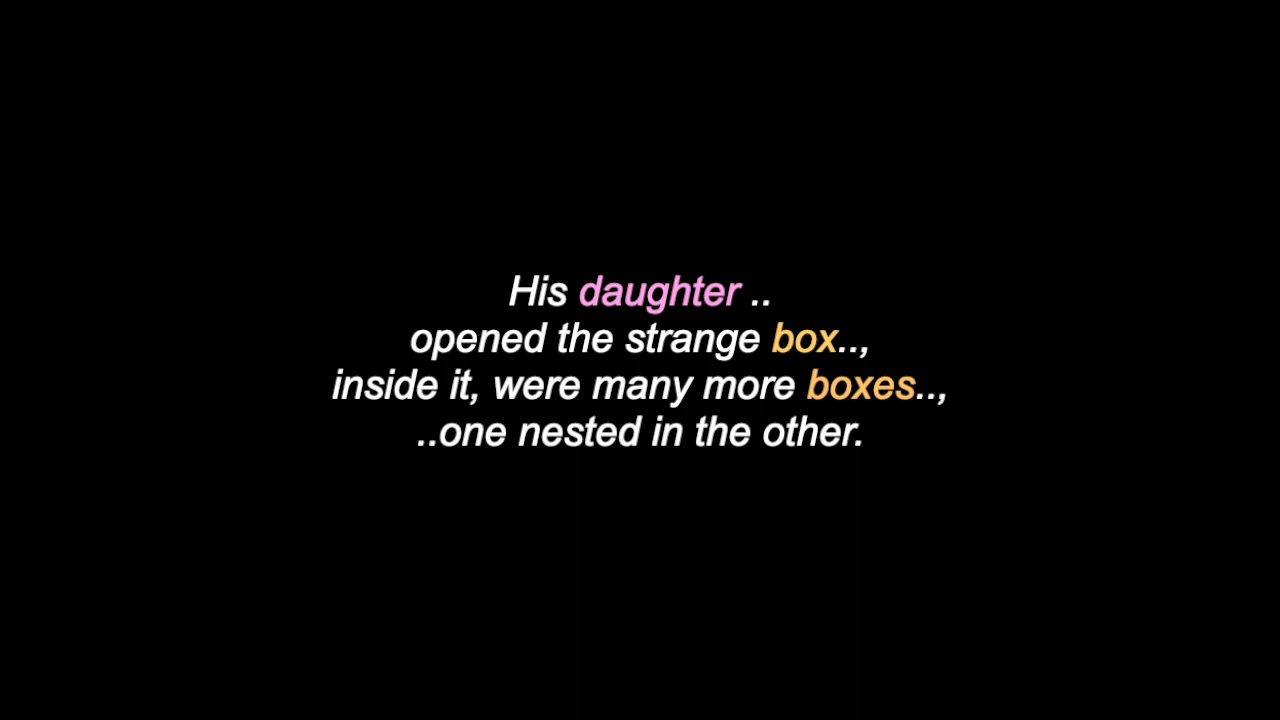 His daughter ..
opened the strange box..,
inside it, were many more boxes..,
..one nested in the other.